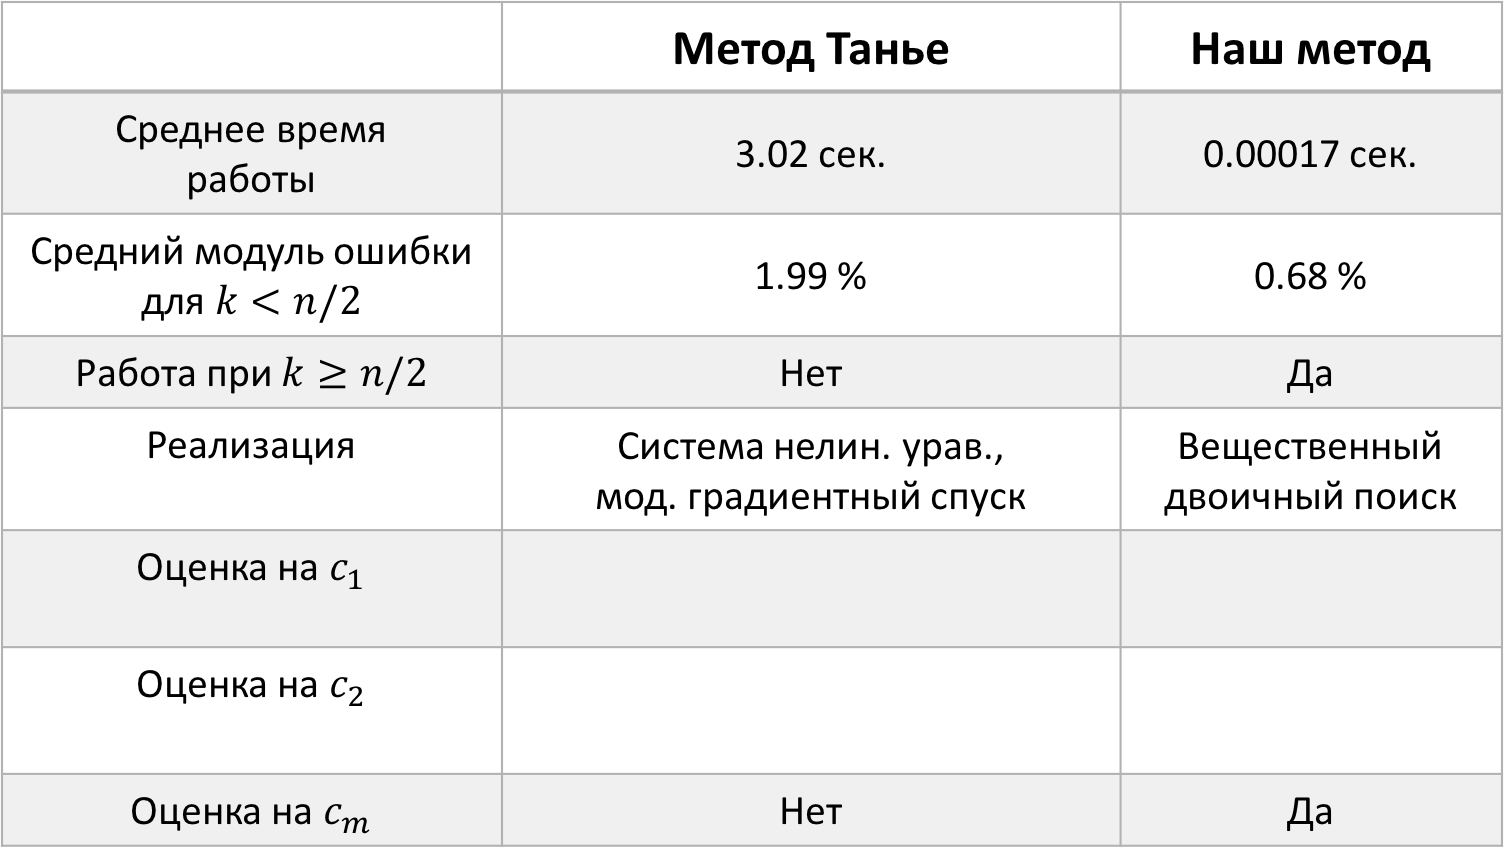 Метод Танье
Наш метод
Среднее время
работы
3.02 сек.
0.00017 сек.
Средний модуль ошибки
для k < n/2
1.99 %
0.68 %
Работа при k ≥ n/2
Нет
Да
Реализация
Система нелин. урав.,
мод. градиентный спуск
Вещественный
двоичный поиск
Оценка на c₁
Оценка на c₂
Оценка на cₘ
Нет
Да